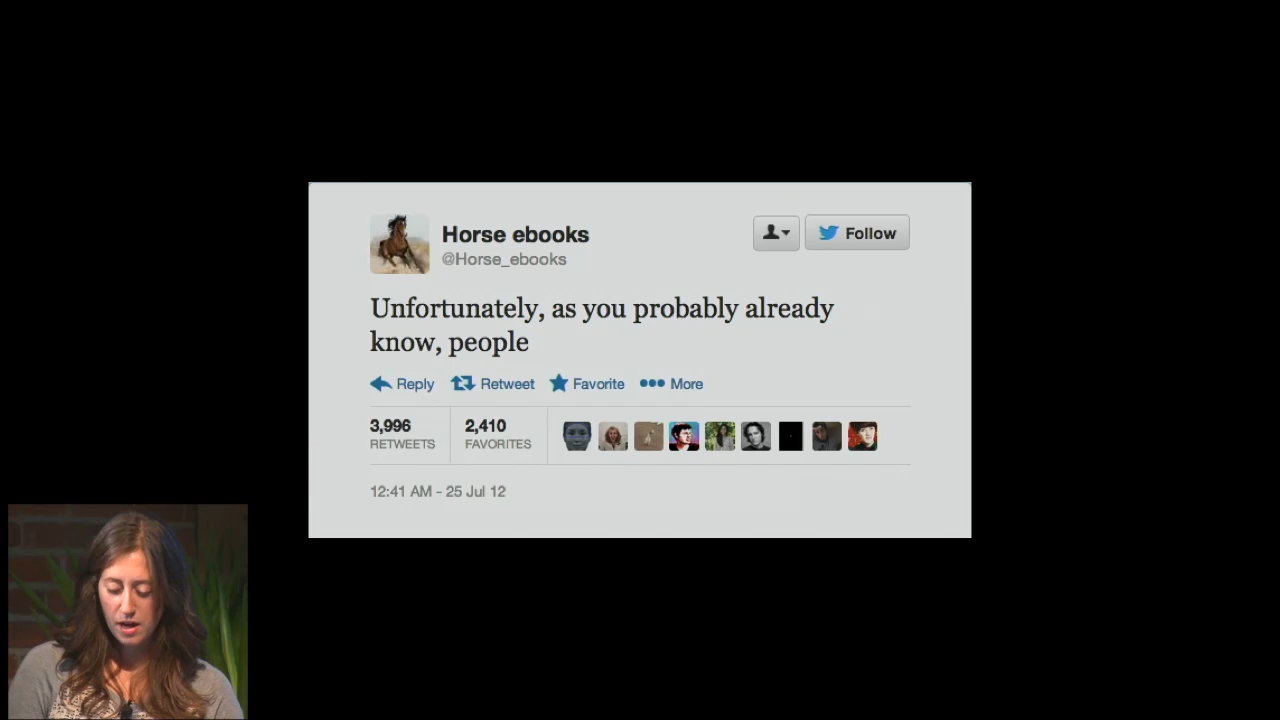 Horse ebooks
@Horse_ebooks
Follow
Unfortunately, as you probably already
know, people
Reply Retweet Favorite More
3,996 2,410
RETWEETS FAVORITES
12:41 AM - 25 Jul 12